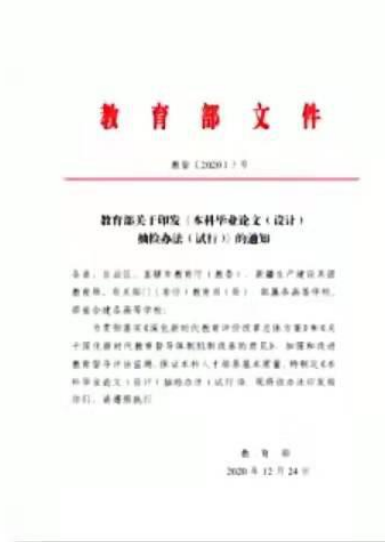 教育部文件
教督〔2020〕 号
教育部关于印发《本科毕业论文（设计）
抽检办法（试行）》的通知
各省、自治区、直辖市教育厅（教委），新疆生产建设兵团
教育局，有关部门（单位）教育司（局），部属各高等学校、
部省合建各高等学校：
为贯彻落实《深化新时代教育评价改革总体方案》和《关
于深化新时代教育督导体制机制改革的意见》，加强和改进
教育督导评估监测，保证本科人才培养基本质量，特制定《本
科毕业论文（设计）抽检办法（试行）》，现将该办法印发给
你们，请遵照执行
教 育 部
2020年12月24日